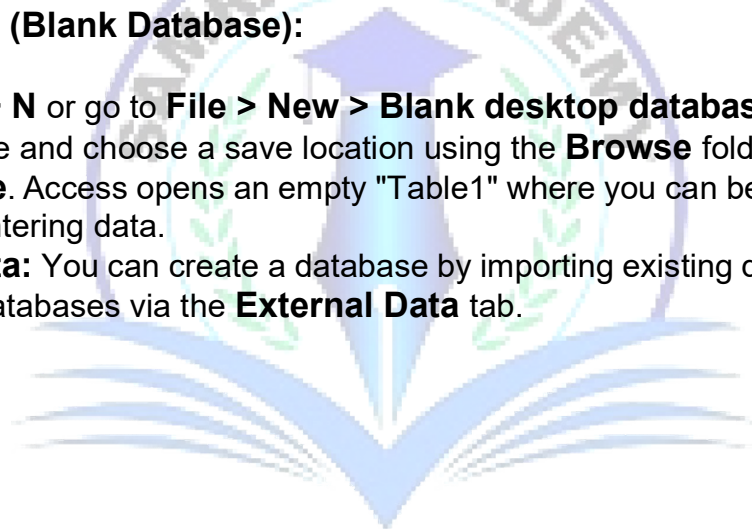 (Blank Database):
N or go to File > New > Blank desktop databas
e and choose a save location using the Browse fold
e. Access opens an empty "Table1" where you can be
ntering data.
ta: You can create a database by importing existing
atabases via the External Data tab.